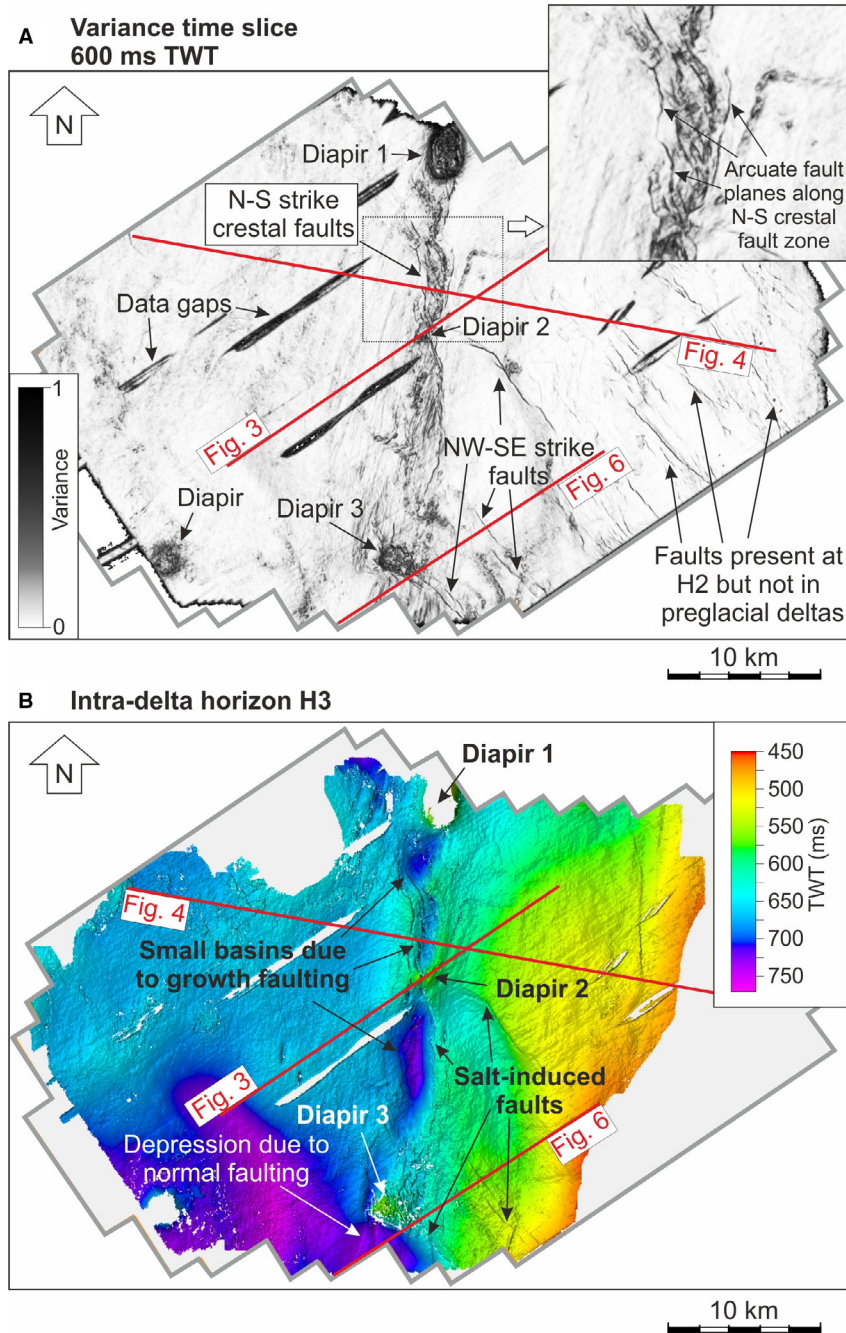 A Variance time slice
600 ms TWT
N
Diapir 1
N-S strike
crestal faults
Arcuate fault
planes along
N-S crestal
fault zone
Data gaps
Diapir 2
Fig. 4
1
Variance
0
Fig. 3
NW-SE strike
faults
Fig. 6
Diapir
Diapir 3
Faults present at
H2 but not in
preglacial deltas
10 km
B Intra-delta horizon H3
N
Diapir 1
450
500
550
600
650
700
750
TWT (ms)
Fig. 4
Small basins due
to growth faulting
Diapir 2
Fig. 3
Salt-induced
faults
Diapir 3
Fig. 6
Depression due to
normal faulting
10 km